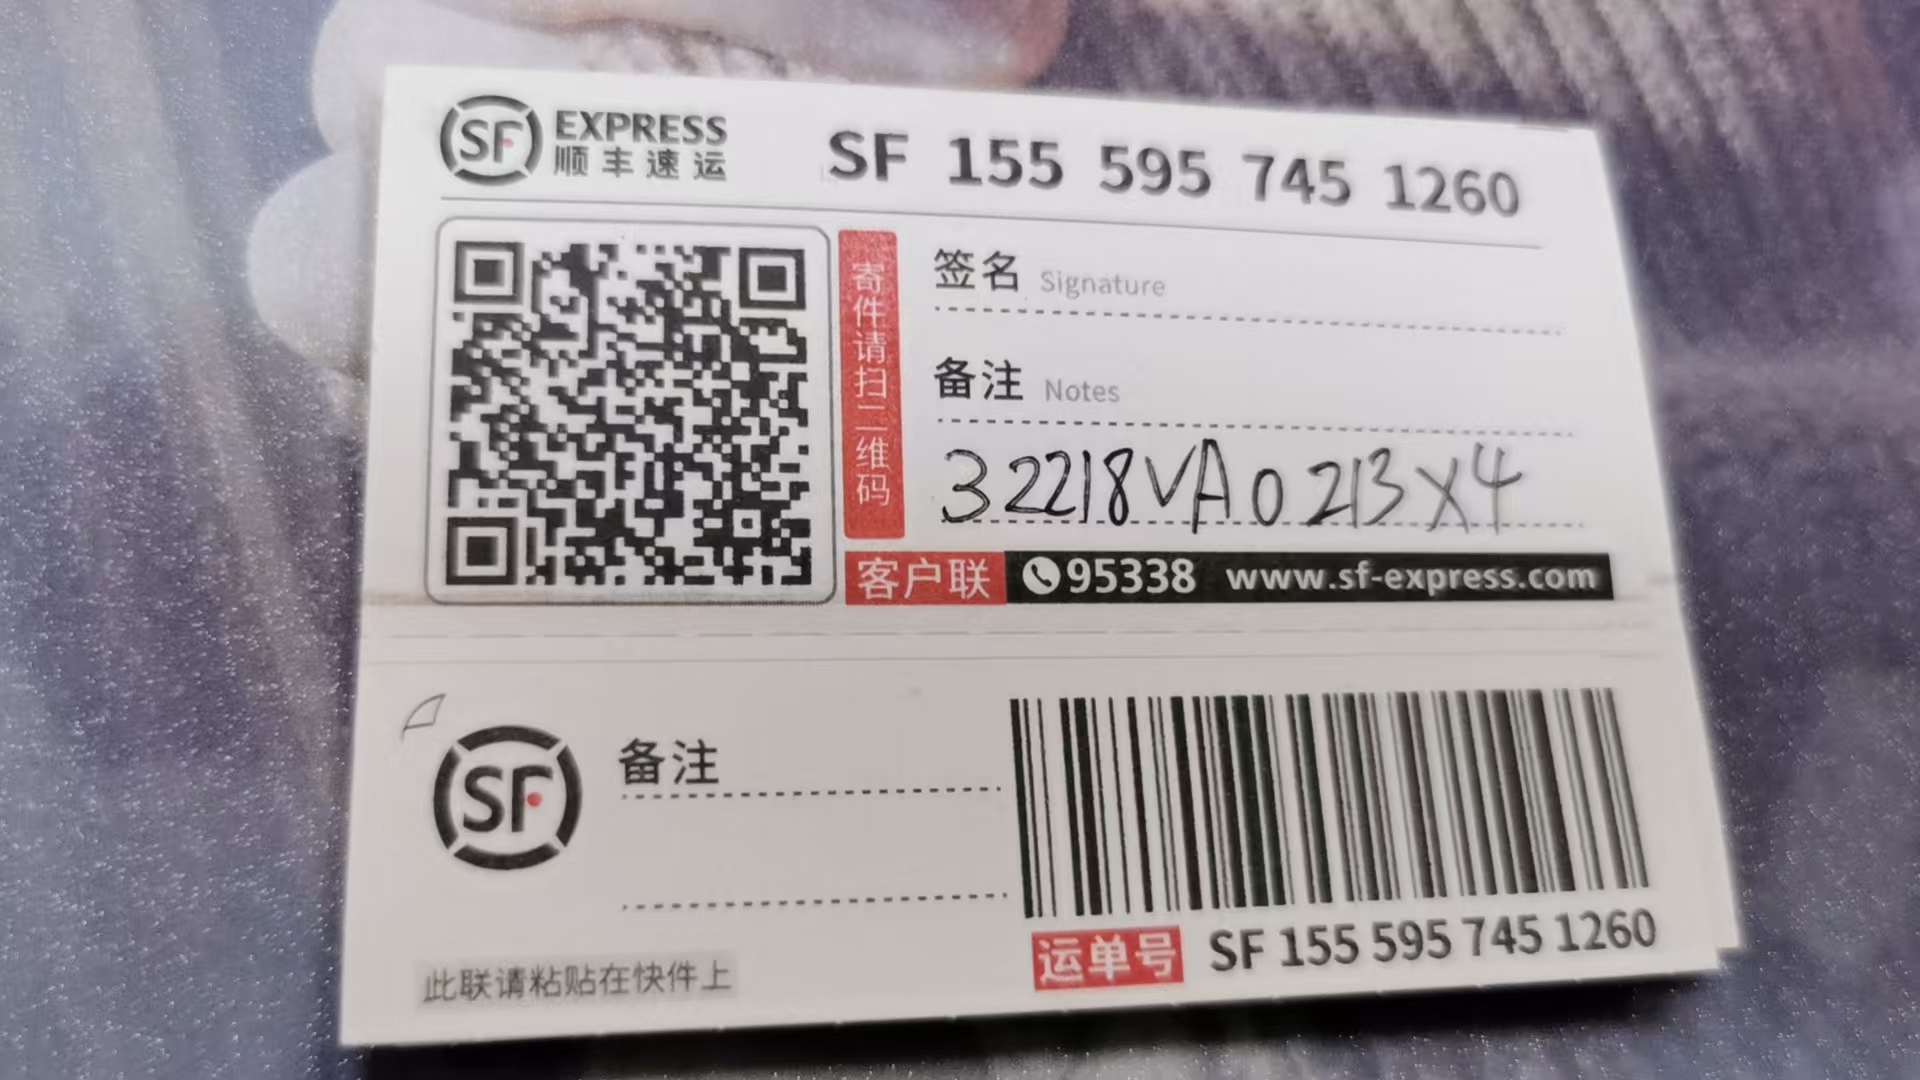 SF EXPRESS
顺丰速运
SF 155 595 745 1260
寄件请扫二维码
签名 Signature
备注 Notes
32218VA0213X4
客户联 95338 www.sf-express.com
SF
备注
运单号 SF 155 595 745 1260
此联请粘贴在快件上